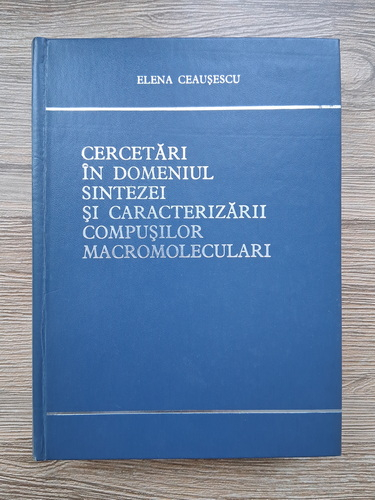 ELENA CEAUȘESCU
CERCETĂRI
ÎN DOMENIUL
SINTEZEI
ȘI CARACTERIZĂRII
COMPUȘILOR
MACROMOLECULARI